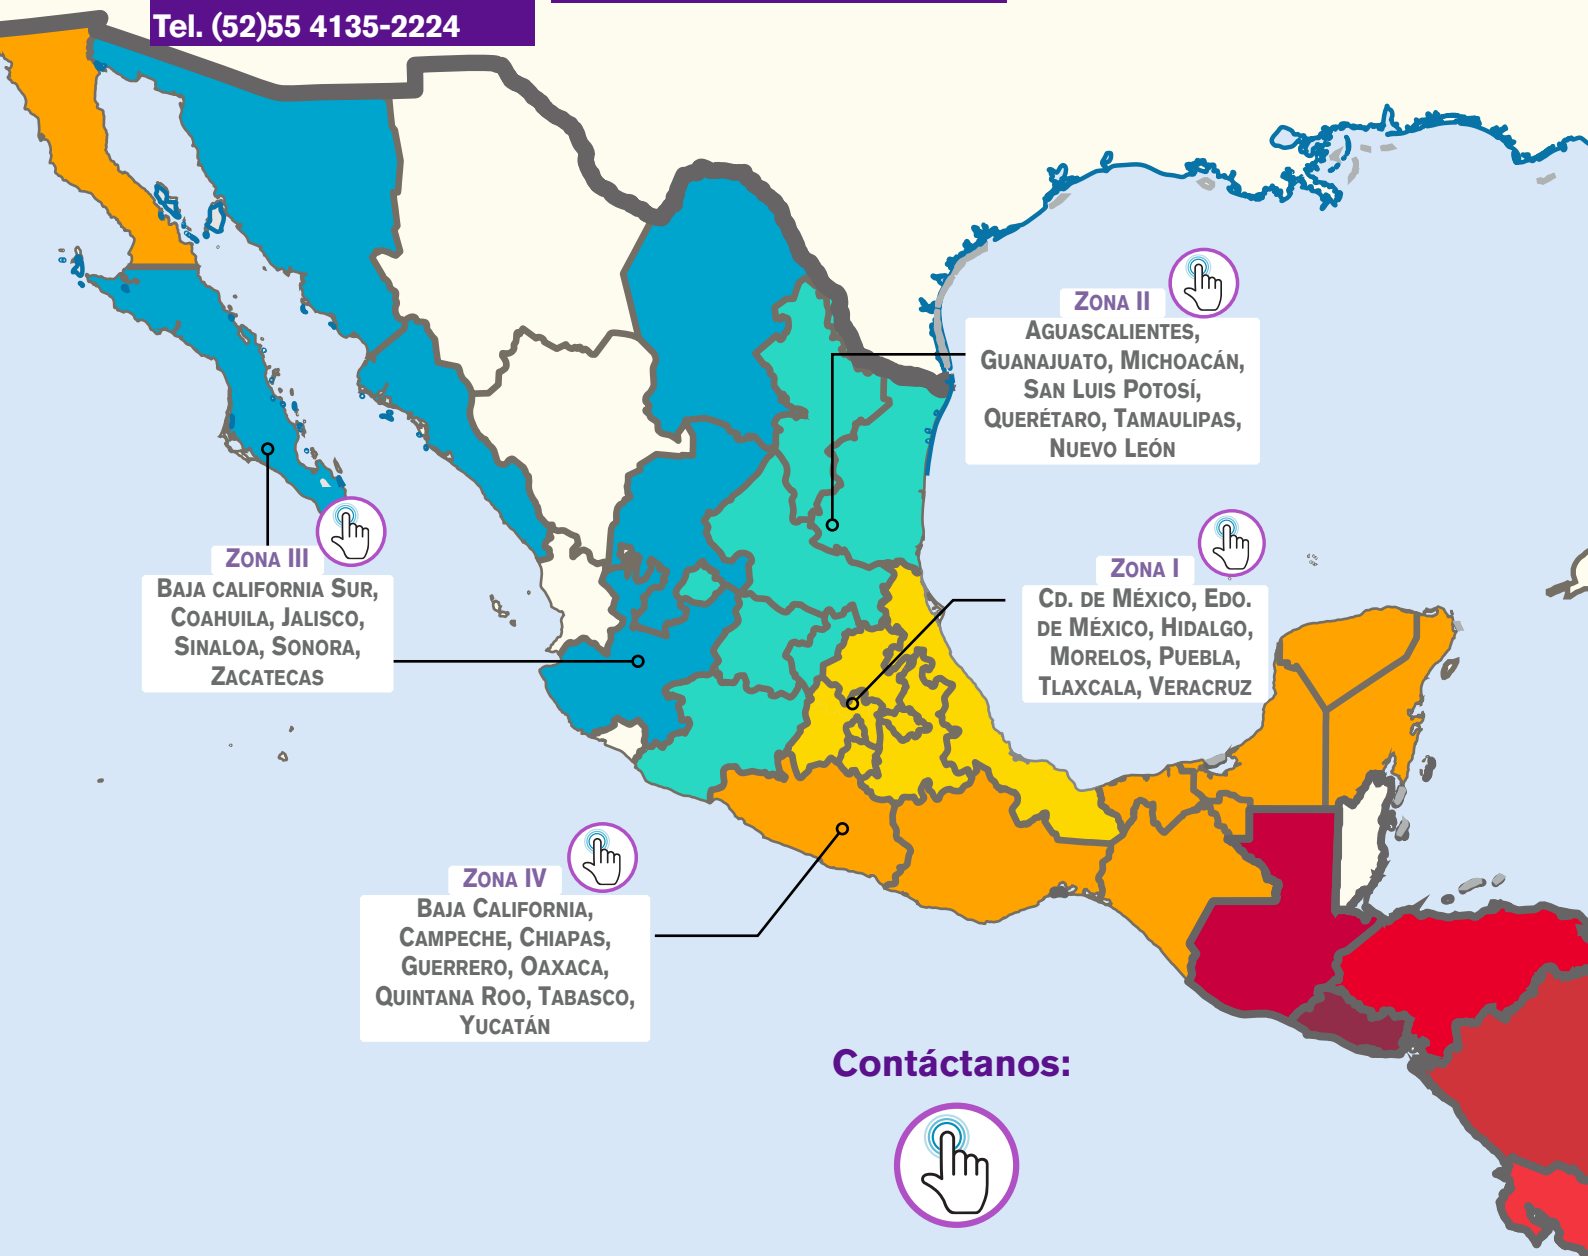 Tel. (52)55 4135-2224
ZONA II
AGUASCALIENTES,
GUANAJUATO, MICHOACÁN,
SAN LUIS POTOSÍ,
QUERÉTARO, TAMAULIPAS,
NUEVO LEÓN
ZONA III
BAJA CALIFORNIA SUR,
COAHUILA, JALISCO,
SINALOA, SONORA,
ZACATECAS
ZONA I
CD. DE MÉXICO, EDO.
DE MÉXICO, HIDALGO,
MORELOS, PUEBLA,
TLAXCALA, VERACRUZ
ZONA IV
BAJA CALIFORNIA,
CAMPECHE, CHIAPAS,
GUERRERO, OAXACA,
QUINTANA ROO, TABASCO,
YUCATÁN
Contáctanos: